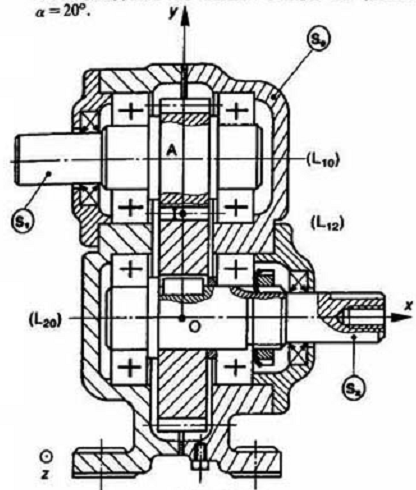 α = 20°.
y
S₀
A
(L₁₀)
S₁
(L₁₂)
(L₂₀)
O
x
S₂
z